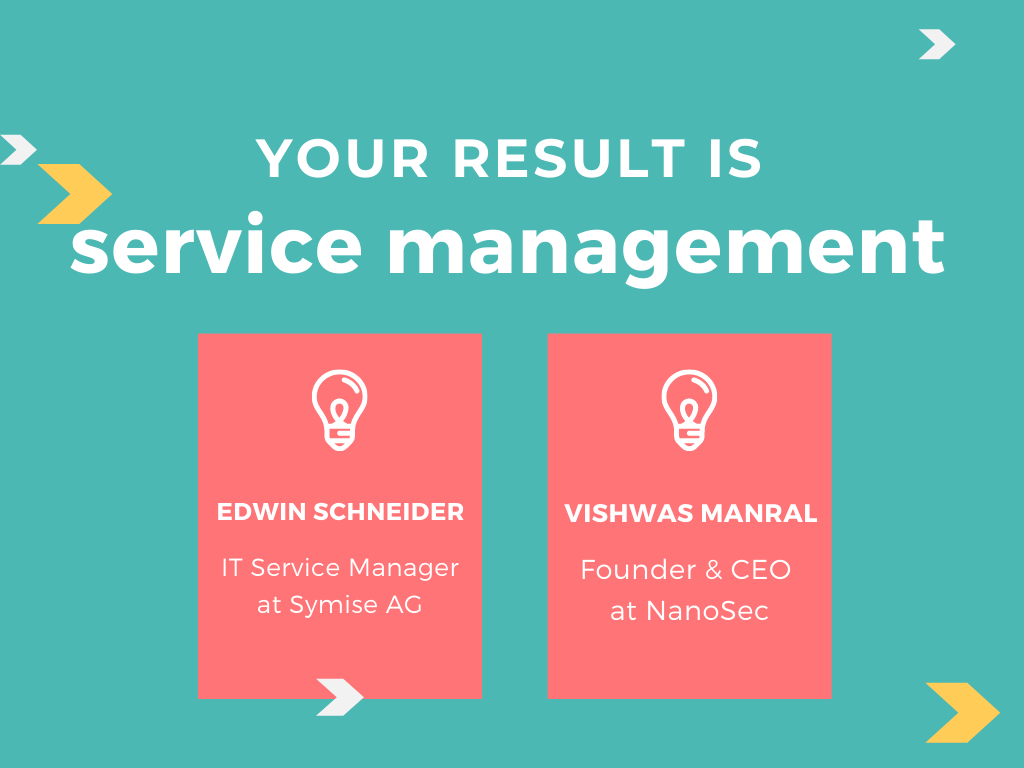 YOUR RESULT IS
service management
EDWIN SCHNEIDER
IT Service Manager
at Symise AG
VISHWAS MANRAL
Founder & CEO
at NanoSec